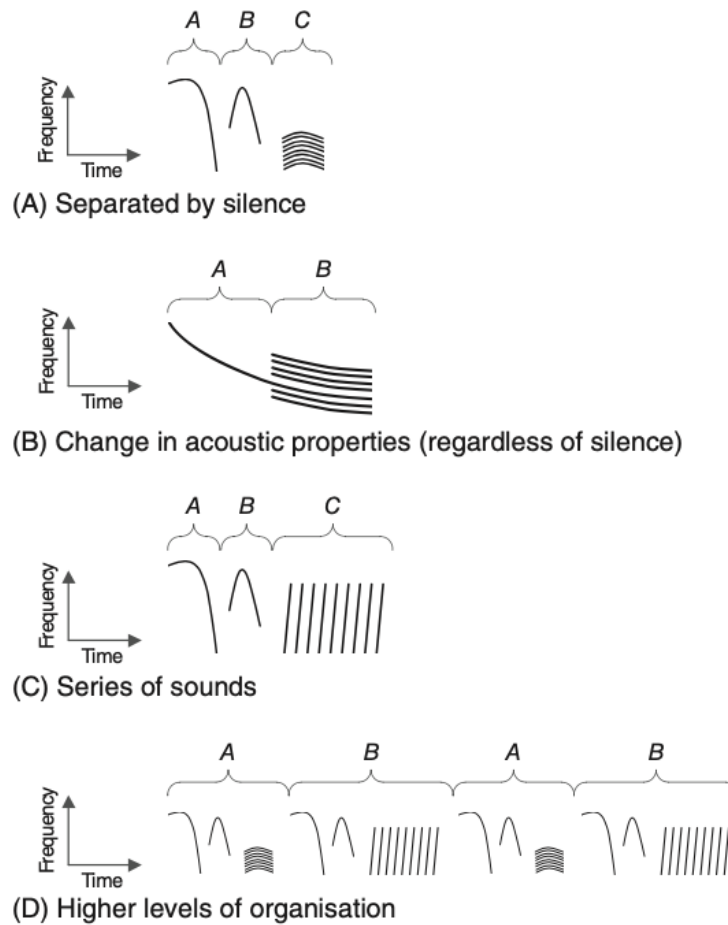 A B C
Frequency
Time
(A) Separated by silence
A B
Frequency
Time
(B) Change in acoustic properties (regardless of silence)
A B C
Frequency
Time
(C) Series of sounds
A B A B
Frequency
Time
(D) Higher levels of organisation